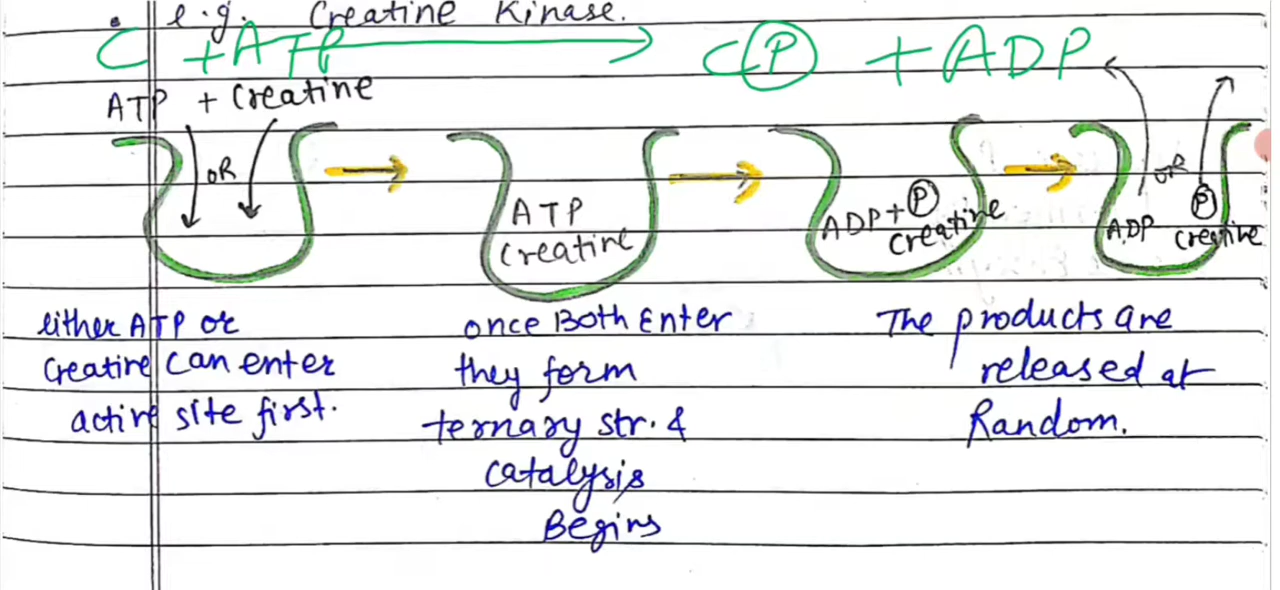 e.g. Creatine Kinase.
C + ATP → C(P) + ADP
ATP + Creatine
OR
ATP
Creatine
ADP + (P)
Creatine
OR
ADP (P)
Creatine
either ATP or
Creatine can enter
active site first.
once Both Enter
they form
ternary str. &
catalysis
Begins
The products are
released at
Random.